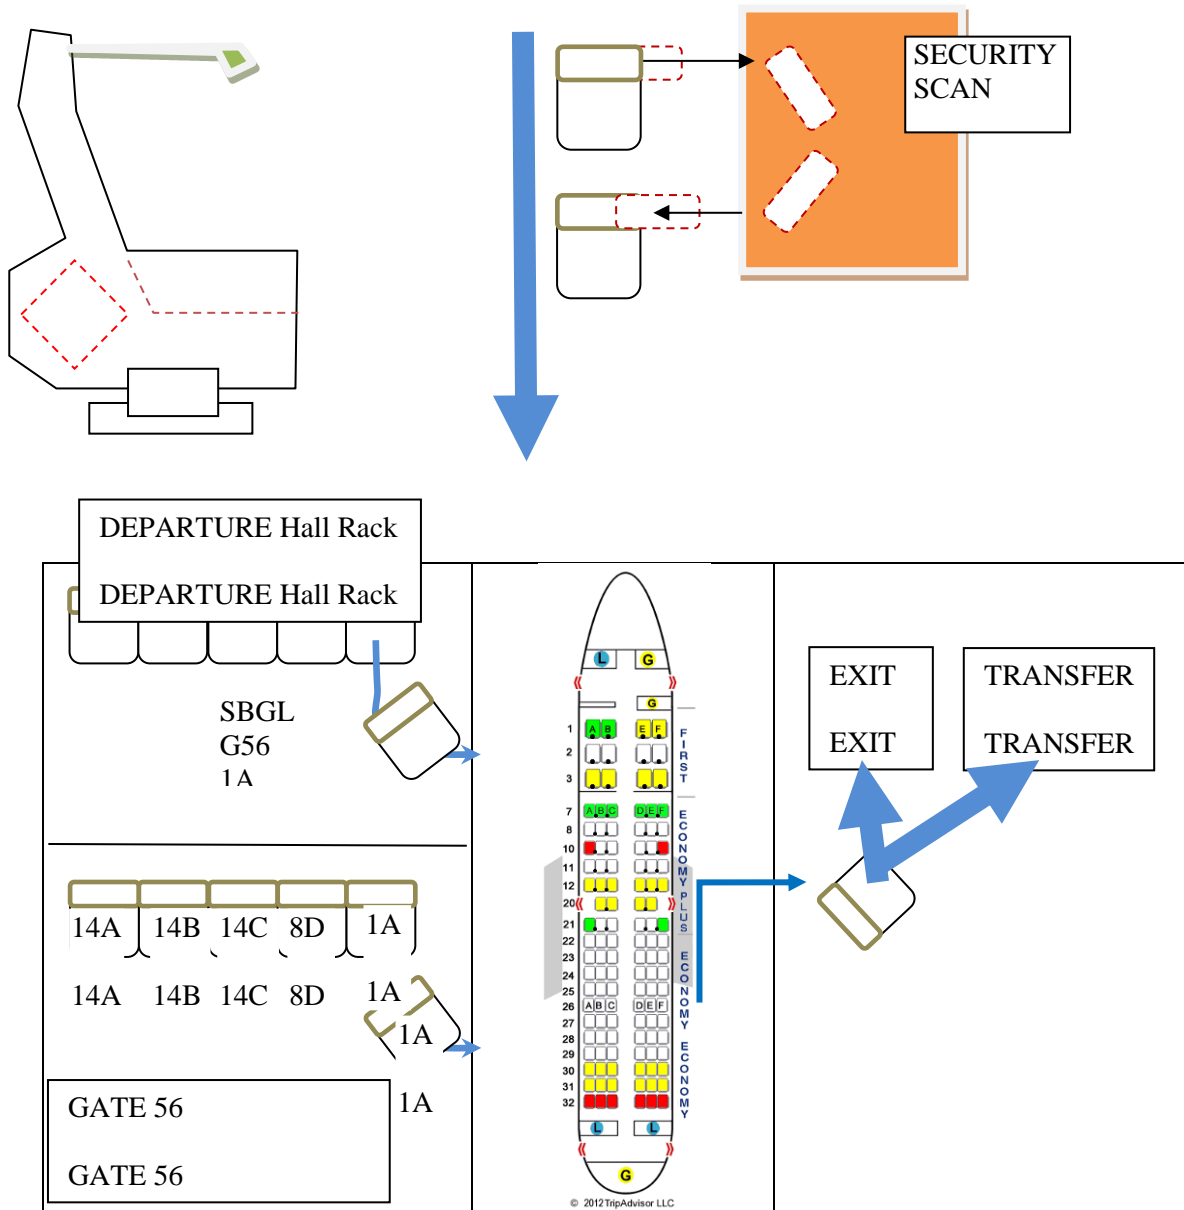 SECURITY
SCAN
DEPARTURE Hall Rack
DEPARTURE Hall Rack
SBGL
G56
1A
14A 14B 14C 8D 1A
14A 14B 14C 8D 1A
1A
1A
GATE 56
GATE 56
L G
G
1 A B E F
2
3
FIRST
7 A B C D E F
8
10
11
12
20
21
ECONOMY PLUS
22
23
24
25
26 A B C D E F
27
28
29
30
31
32
ECONOMY ECONOMY
L L
G
© 2012 TripAdvisor LLC
EXIT
EXIT
TRANSFER
TRANSFER